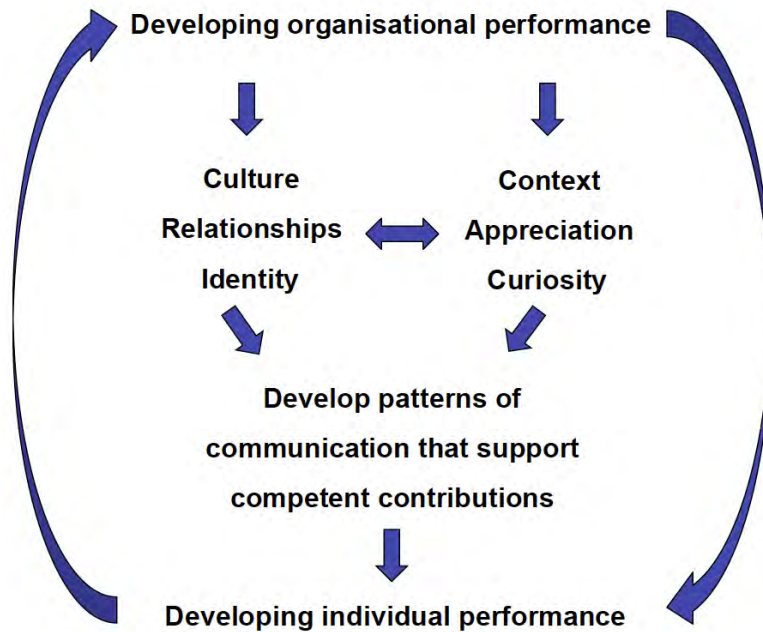 Developing organisational performance
Culture
Relationships
Identity
Context
Appreciation
Curiosity
Develop patterns of
communication that support
competent contributions
Developing individual performance